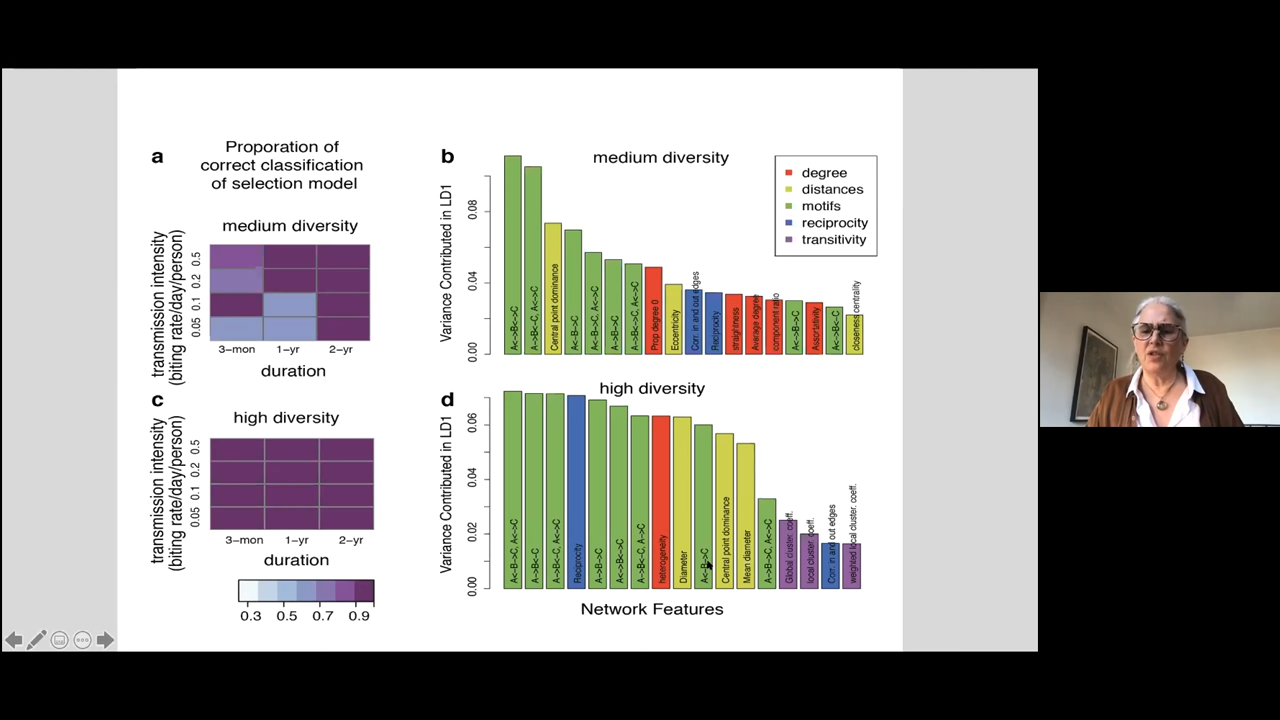 a
Proporation of
correct classification
of selection model
medium diversity
transmission intensity
(biting rate/day/person)
0.05 0.1 0.2 0.5
3-mon 1-yr 2-yr
duration
b
medium diversity
Variance Contributed in LD1
0.00 0.04 0.08
A<->B<->C
A->B<->C, A<->C
Central point dominance
A<-B->C
A->B->C
Prop degree 0
Eccentricity
Corr. in and out edges
Reciprocity
straightness
Average degree
component ratio
A<->B->C
Assortativity
A<->B<-C
closeness centrality
degree
distances
motifs
reciprocity
transitivity
c
high diversity
transmission intensity
(biting rate/day/person)
0.05 0.1 0.2 0.5
3-mon 1-yr 2-yr
duration
0.3 0.5 0.7 0.9
d
high diversity
Variance Contributed in LD1
0.00 0.02 0.04 0.06
A<-B->C, A<->C
A->B<-C
A->B<->C, A<->C
Reciprocity
A->B->C
A<->B<->C
A->B<-C, A->C
heterogeneity
Diameter
A<-B->C
Central point dominance
Mean diameter
A->B->C, A<->C
Global cluster. coeff.
local cluster. coeff.
Corr. in and out edges
weighted local cluster. coeff.
Network Features